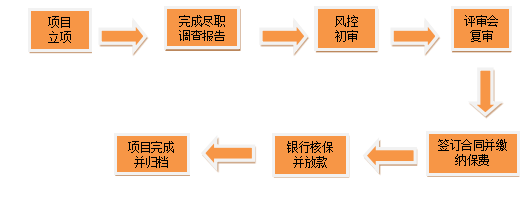 项目
立项
完成尽职
调查报告
风控
初审
评审会
复审
签订合同并缴
纳保费
银行核保
并放款
项目完成
并归档